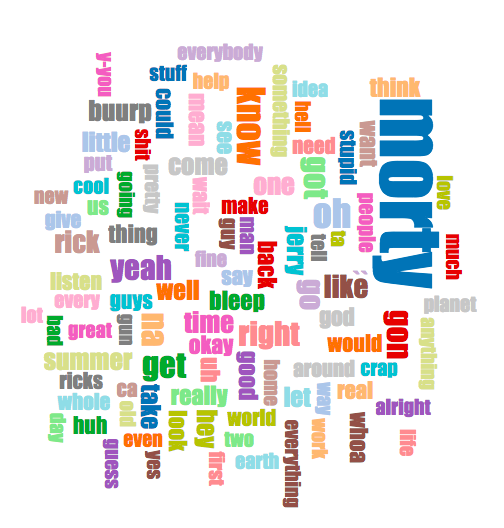 everybody
y-you
stuff
help
something
idea
think
buurp
could
mean
know
hell
morty
little
shit
see
need
stupid
want
put
going
pretty
come
got
cool
wait
one
new
us
never
make
oh
people
love
give
guy
man
ta
rick
thing
back
jerry
tell
much
yeah
fine
say
go
like
listen
well
``
every
guys
bleep
planet
lot
bad
great
gun
na
time
god
gon
okay
right
would
anything
summer
get
uh
good
home
around
crap
ricks
ca
take
really
let
way
real
whole
old
alright
day
huh
look
hey
world
even
two
work
whoa
life
guess
yes
first
earth
everything